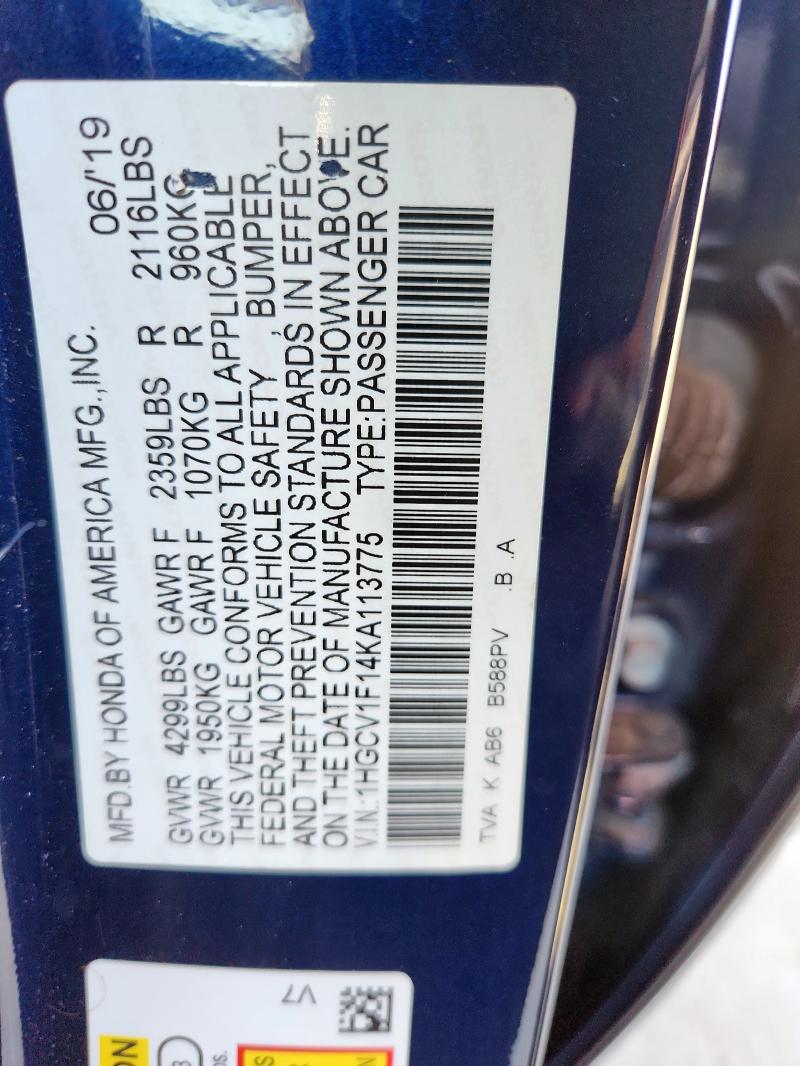 MFD.BY HONDA OF AMERICA MFG.,INC. 06/'19
GVWR 4299LBS GAWR F 2359LBS R 2116LBS
GVWR 1950KG GAWR F 1070KG R 960KG
THIS VEHICLE CONFORMS TO ALL APPLICABLE
FEDERAL MOTOR VEHICLE SAFETY , BUMPER,
AND THEFT PREVENTION STANDARDS IN EFFECT
ON THE DATE OF MANUFACTURE SHOWN ABOVE.
V.I.N.:1HGCV1F14KA113775 TYPE:PASSENGER CAR
TVA K AB6 B588PV .B .A
V7